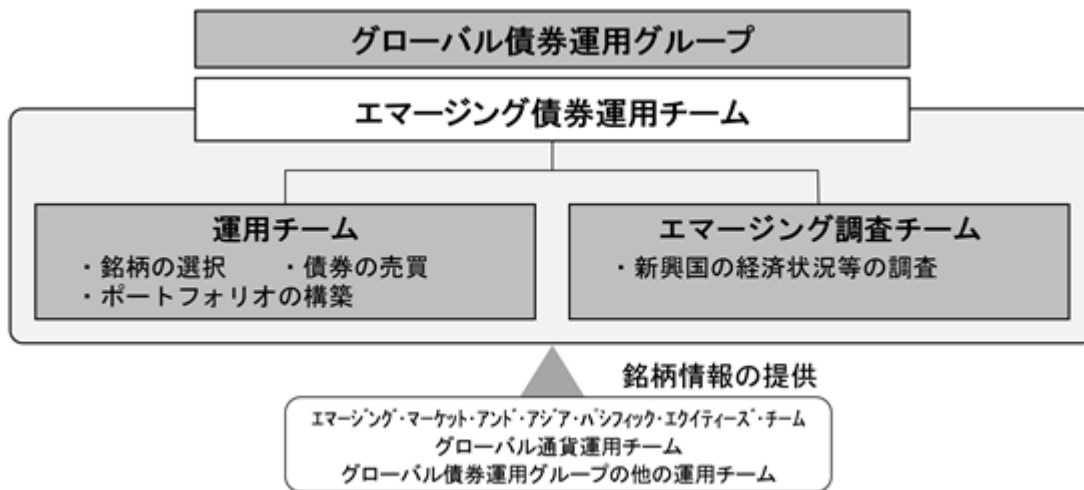 グローバル債券運用グループ
エマージング債券運用チーム
運用チーム
・銘柄の選択　・債券の売買
・ポートフォリオの構築
エマージング調査チーム
・新興国の経済状況等の調査
銘柄情報の提供
ｴﾏｰｼﾞﾝｸﾞ･ﾏｰｹｯﾄ･ｱﾝﾄﾞ･ｱｼﾞｱ･ﾊﾟｼﾌｨｯｸ･ｴｸｲﾃｨｰｽﾞ･ﾁｰﾑ
グローバル通貨運用チーム
グローバル債券運用グループの他の運用チーム